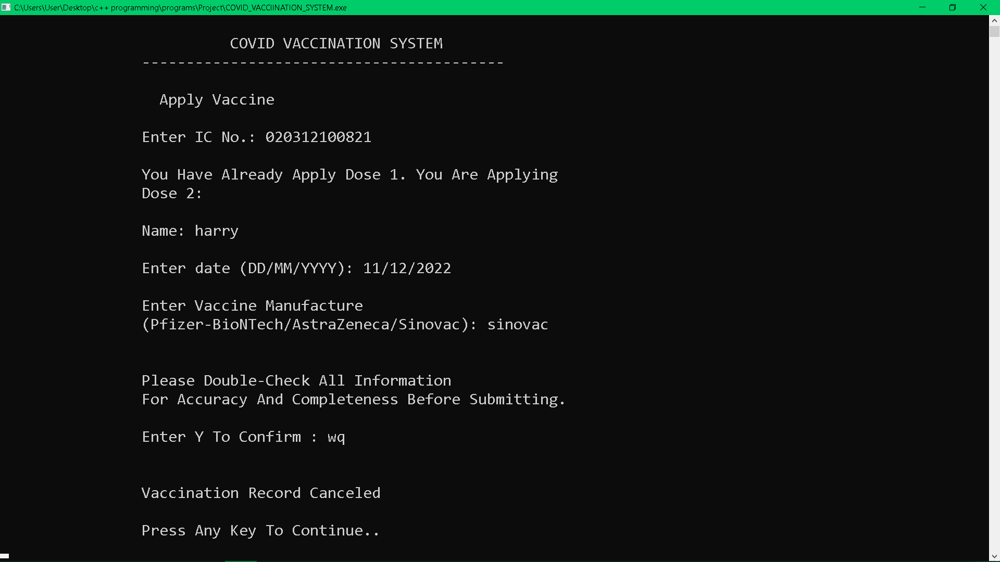 C:\Users\User\Desktop\c++ programming\programs\Project\COVID_VACCIINATION_SYSTEM.exe
COVID VACCINATION SYSTEM
-----------------------------------------
Apply Vaccine
Enter IC No.: 020312100821
You Have Already Apply Dose 1. You Are Applying
Dose 2:
Name: harry
Enter date (DD/MM/YYYY): 11/12/2022
Enter Vaccine Manufacture
(Pfizer-BioNTech/AstraZeneca/Sinovac): sinovac
Please Double-Check All Information
For Accuracy And Completeness Before Submitting.
Enter Y To Confirm : wq
Vaccination Record Canceled
Press Any Key To Continue..